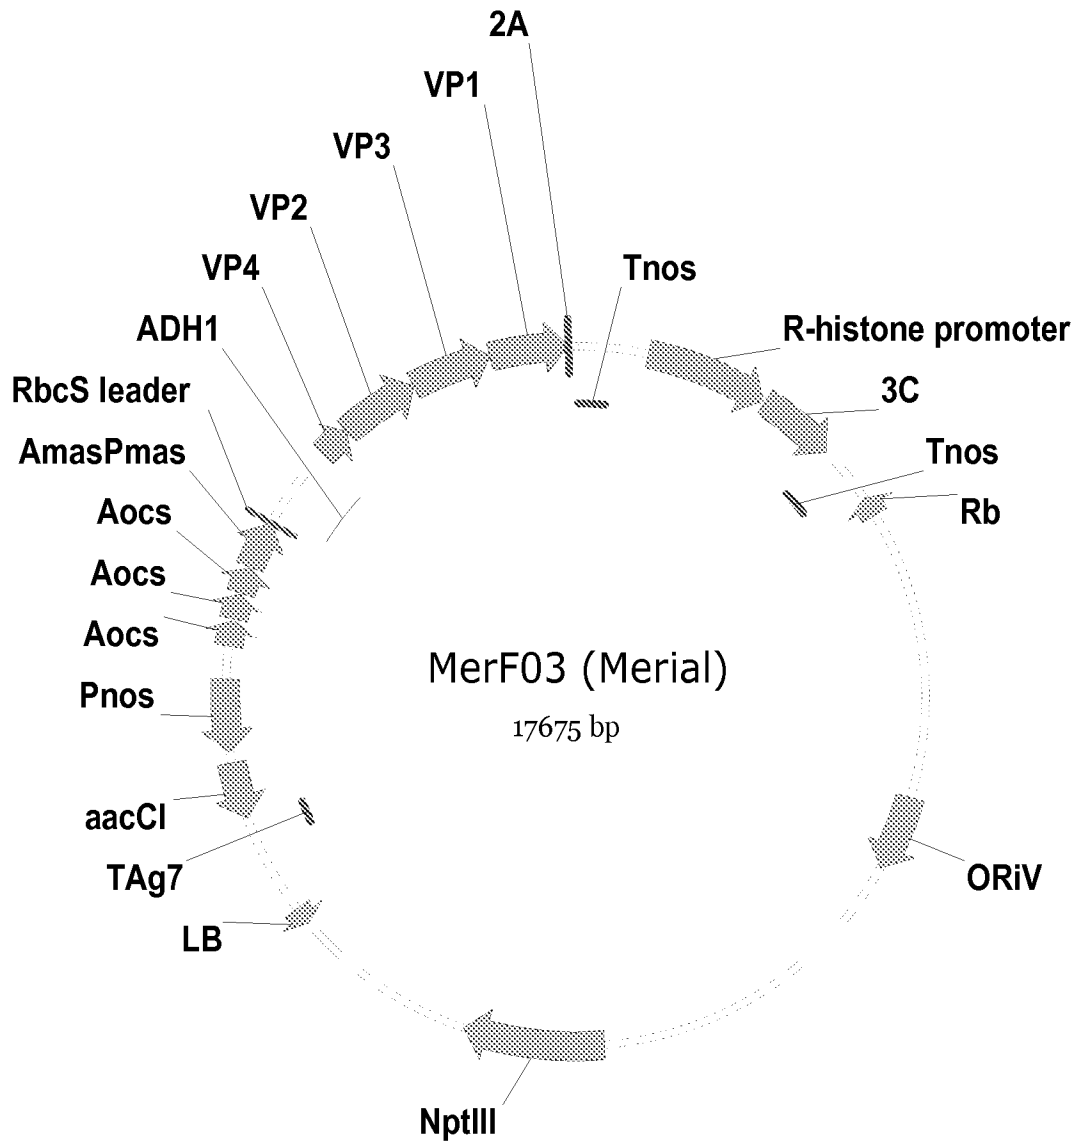 2A
VP1
VP3
VP2
VP4
Tnos
ADH1
R-histone promoter
RbcS leader
3C
AmasPmas
Tnos
Aocs
Rb
Aocs
Aocs
MerF03 (Merial)
Pnos
17675 bp
aacCI
TAg7
ORiV
LB
NptIII